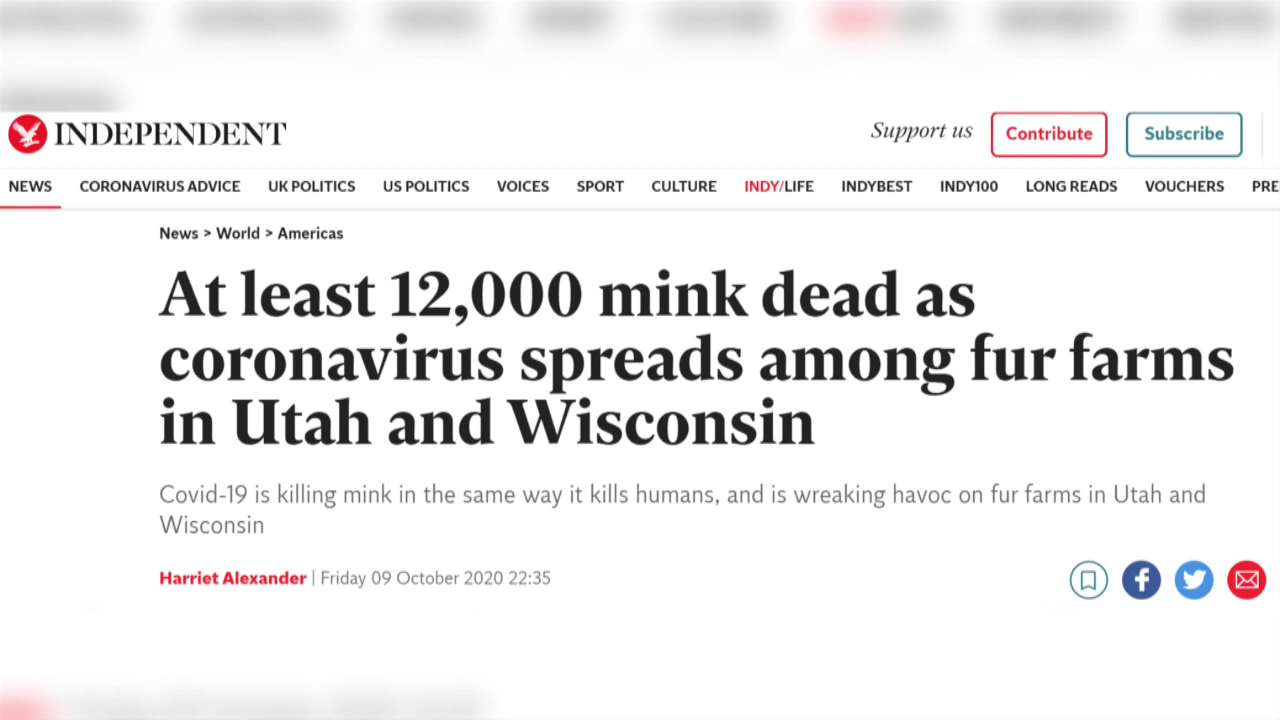 INDEPENDENT
Support us
Contribute
Subscribe
NEWS CORONAVIRUS ADVICE UK POLITICS US POLITICS VOICES SPORT CULTURE INDY/LIFE INDYBEST INDY100 LONG READS VOUCHERS PRE
News > World > Americas
At least 12,000 mink dead as
coronavirus spreads among fur farms
in Utah and Wisconsin
Covid-19 is killing mink in the same way it kills humans, and is wreaking havoc on fur farms in Utah and
Wisconsin
Harriet Alexander | Friday 09 October 2020 22:35